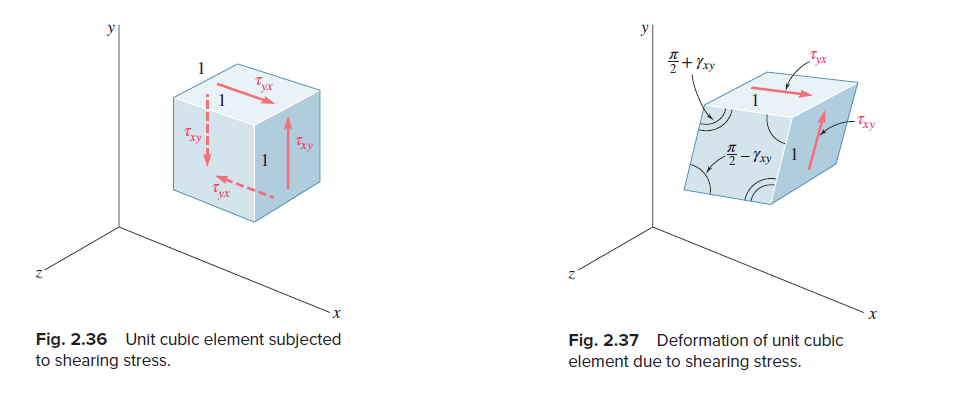 y
1
τyx
1
τxy
τxy
1
τyx
z
x
Fig. 2.36 Unit cubic element subjected
to shearing stress.
y
π/2 + γxy
τyx
1
τxy
π/2 − γxy
1
z
x
Fig. 2.37 Deformation of unit cubic
element due to shearing stress.